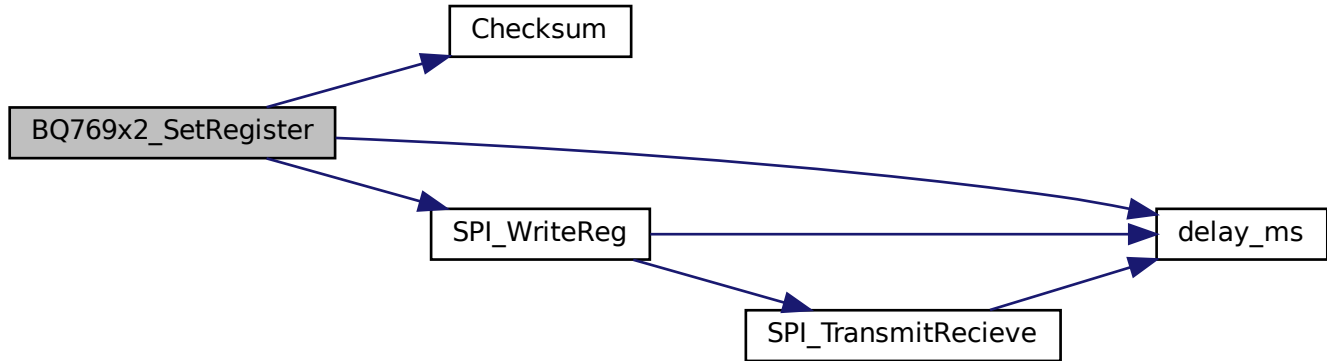 Checksum
BQ769x2_SetRegister
SPI_WriteReg
delay_ms
SPI_TransmitRecieve